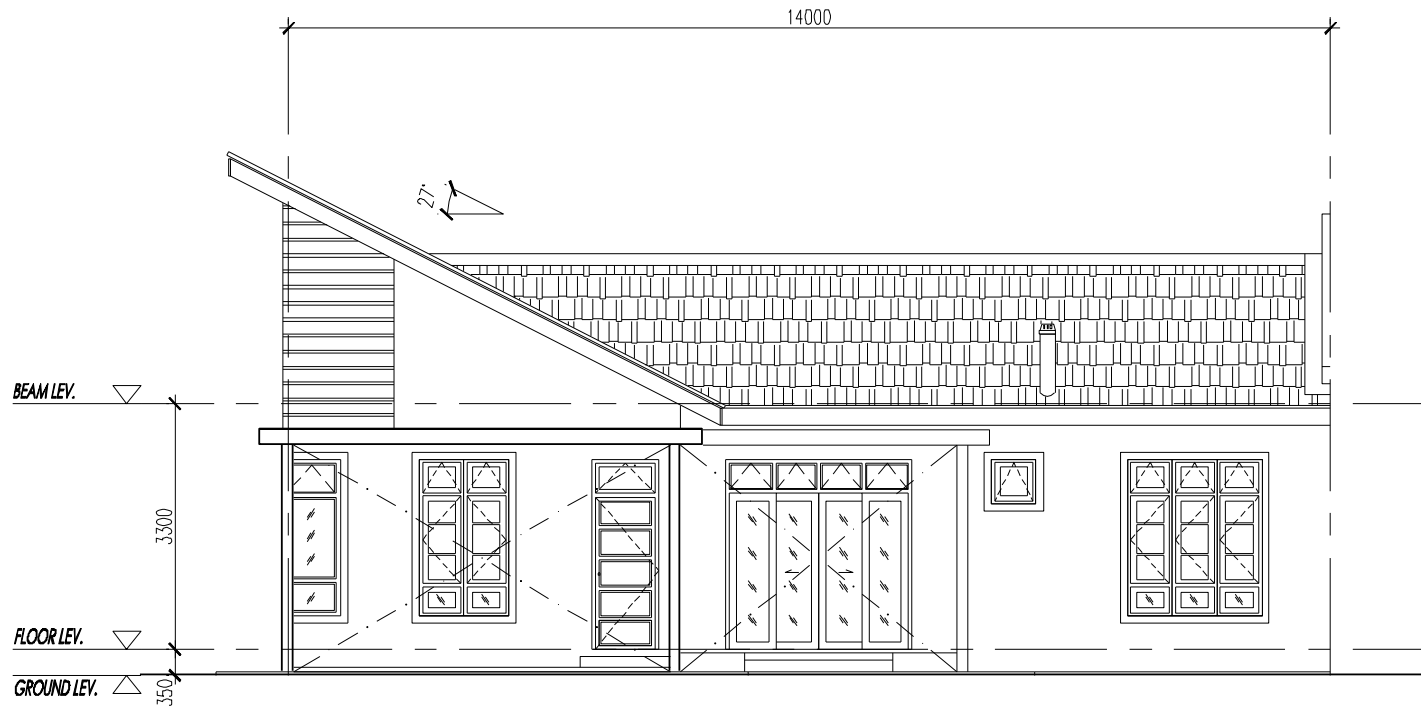 14000
27°
BEAM LEV.
3300
FLOOR LEV.
350
GROUND LEV.